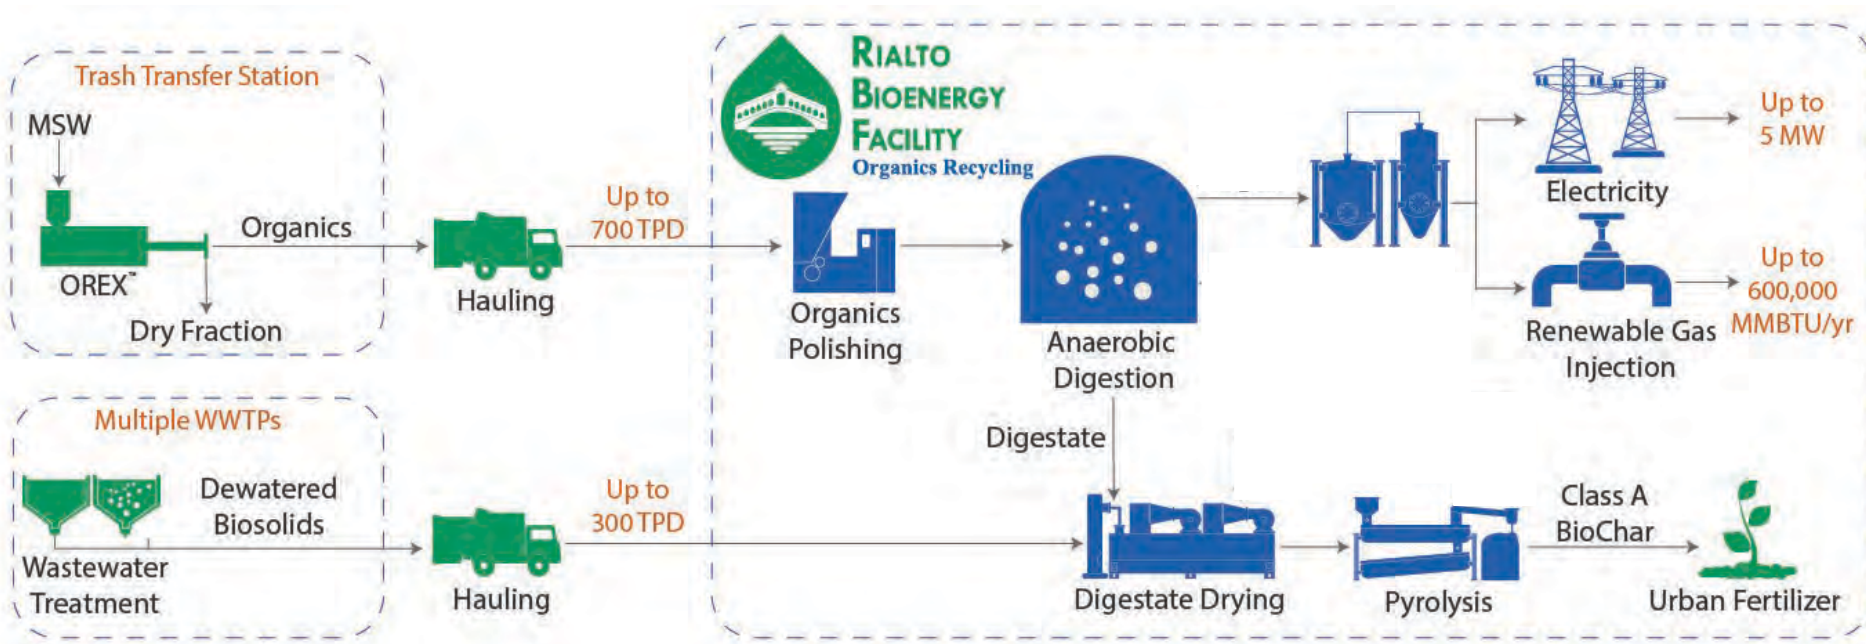 Trash Transfer Station
MSW
OREX™
Organics
Dry Fraction
Hauling
Up to
700 TPD
RIALTO
BIOENERGY
FACILITY
Organics Recycling
Organics
Polishing
Anaerobic
Digestion
Electricity
Up to
5 MW
Renewable Gas
Injection
Up to
600,000
MMBTU/yr
Multiple WWTPs
Dewatered
Biosolids
Wastewater
Treatment
Hauling
Up to
300 TPD
Digestate
Digestate Drying
Pyrolysis
Class A
BioChar
Urban Fertilizer